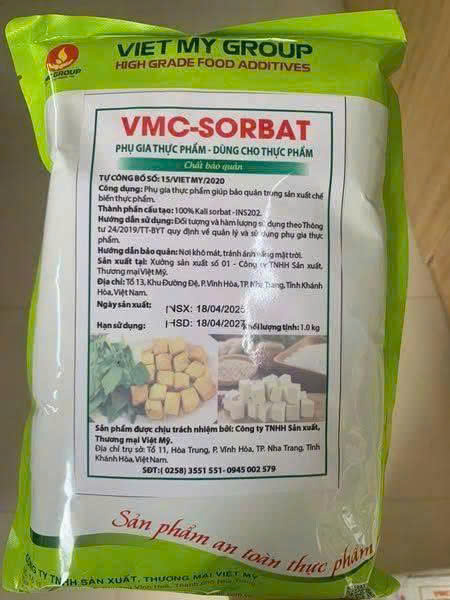 GROUP
VIET MY GROUP
HIGH GRADE FOOD ADDITIVES
VMC-SORBAT
PHỤ GIA THỰC PHẨM - DÙNG CHO THỰC PHẨM
Chất bảo quản
TỰ CÔNG BỐ SỐ: 15/VIETMY/2020
Công dụng: Phụ gia thực phẩm giúp bảo quản trong sản xuất chế
biến thực phẩm.
Thành phần cấu tạo: 100% Kali sorbat - INS202.
Hướng dẫn sử dụng: Đối tượng và hàm lượng sử dụng theo Thông
tư 24/2019/TT-BYT quy định về quản lý và sử dụng phụ gia thực
phẩm.
Hướng dẫn bảo quản: Nơi khô mát, tránh ánh nắng mặt trời.
Sản xuất tại: Xưởng sản xuất số 01 - Công ty TNHH Sản xuất,
Thương mại Việt Mỹ.
Địa chỉ: Tổ 13, Khu Đường Đệ, P. Vĩnh Hòa, TP. Nha Trang, Tỉnh Khánh
Hòa, Việt Nam.
Ngày sản xuất: NSX: 18/04/2025
Hạn sử dụng: HSD: 18/04/2027 Khối lượng tịnh: 1.0 kg
Sản phẩm được chịu trách nhiệm bởi: Công ty TNHH Sản xuất,
Thương mại Việt Mỹ.
Địa chỉ trụ sở: Tổ 11, Hòa Trung, P. Vĩnh Hòa, TP. Nha Trang, Tỉnh
Khánh Hòa, Việt Nam.
SĐT: ( 0258) 3551 551- 0945 002 579
Sản phẩm an toàn thực phẩm
CÔNG TY TNHH SẢN XUẤT, THƯƠNG MẠI VIỆT MỸ